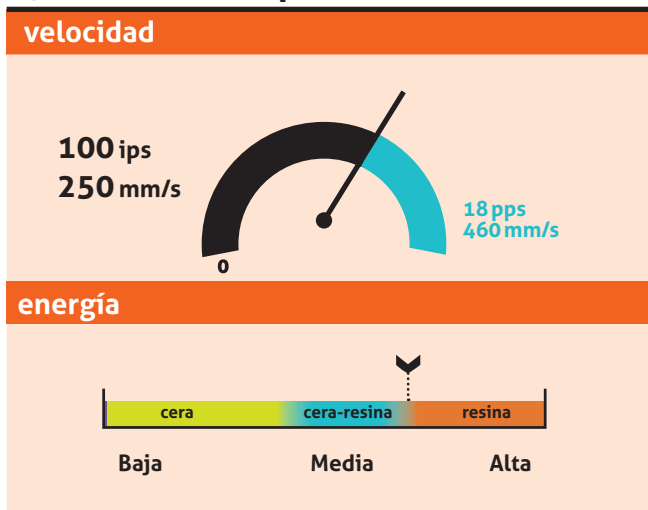 velocidad
100 ips
250 mm/s
18 pps
460 mm/s
0
energía
cera
cera-resina
resina
Baja
Media
Alta